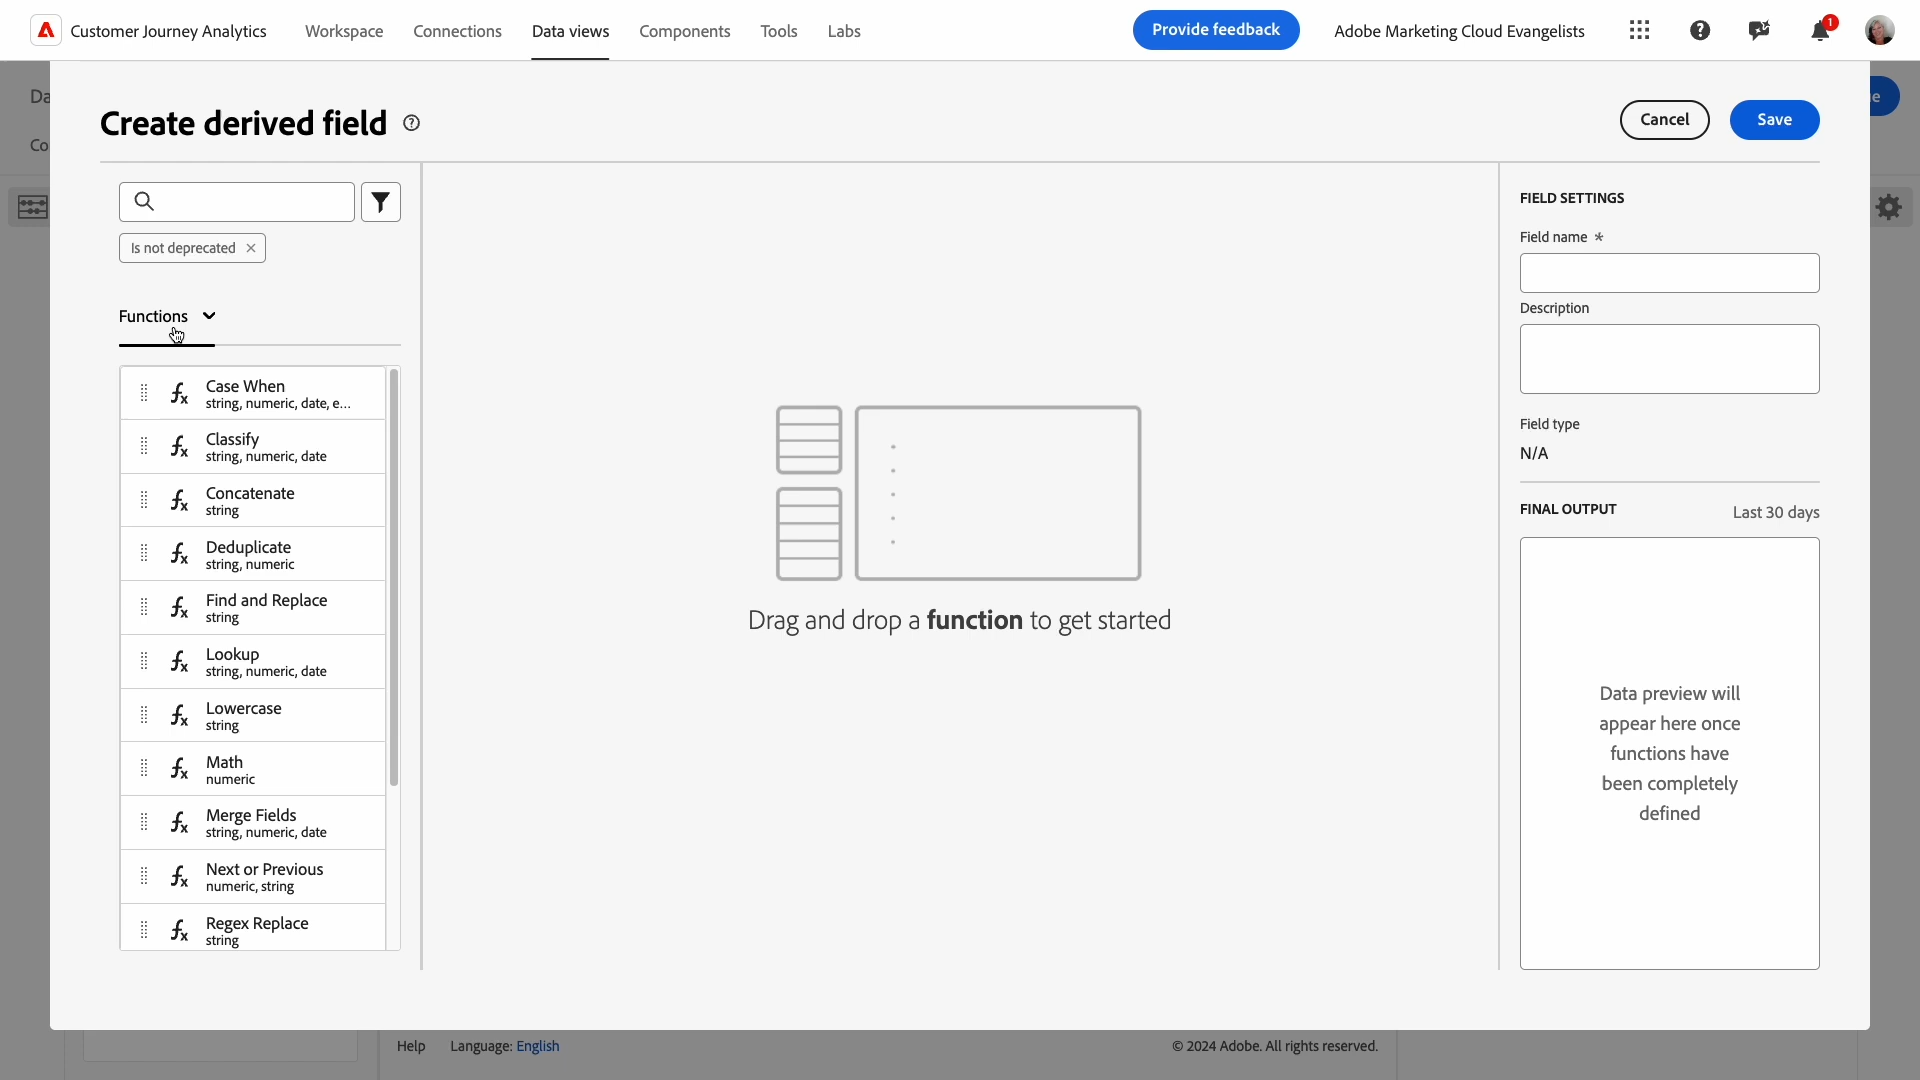 Customer Journey Analytics Workspace Connections Data views Components Tools Labs Provide feedback Adobe Marketing Cloud Evangelists 1
Da
Co
Create derived field
Cancel Save
Is not deprecated
Functions
Case When
string, numeric, date, e...
Classify
string, numeric, date
Concatenate
string
Deduplicate
string, numeric
Find and Replace
string
Lookup
string, numeric, date
Lowercase
string
Math
numeric
Merge Fields
string, numeric, date
Next or Previous
numeric, string
Regex Replace
string
Drag and drop a function to get started
FIELD SETTINGS
Field name *
Description
Field type
N/A
FINAL OUTPUT Last 30 days
Data preview will
appear here once
functions have
been completely
defined
Help Language: English © 2024 Adobe. All rights reserved.